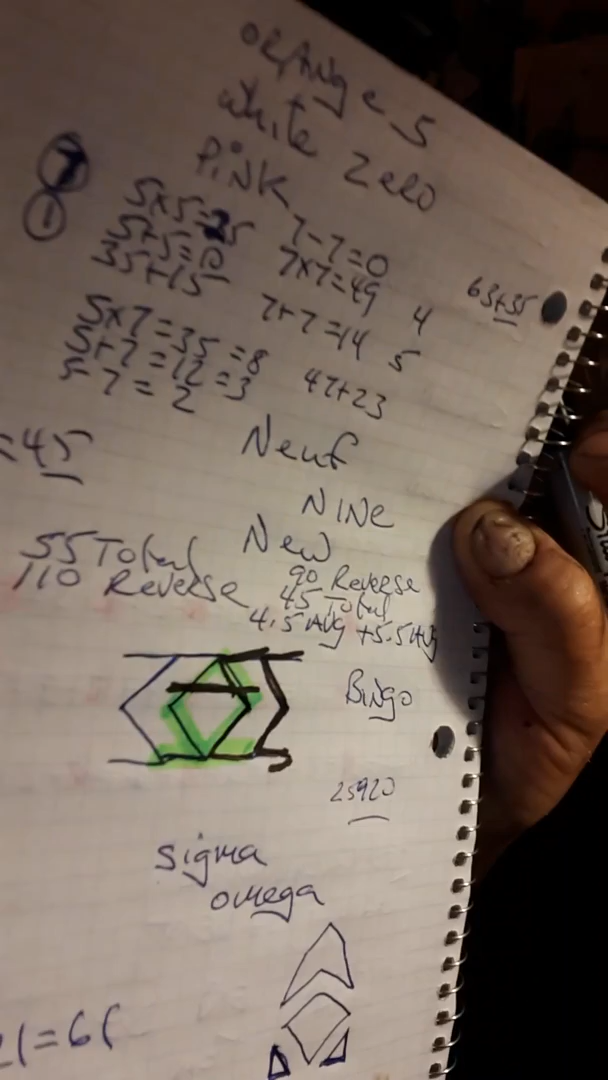 ORANge 5
White Zero
PiNK
7
1
5x5=25
5+5=10
35+15
7-7=0
7x7=49 4
7+7=14 5
63+35
5x7=35=8
5+7=12=3
5-7=2
47+23
=45
Neuf
NINe
New
55 Total
110 Reverse
90 Reverse
45 Total
4.5 AVg +5.5 AVg
Bingo
25920
Sigma
omega